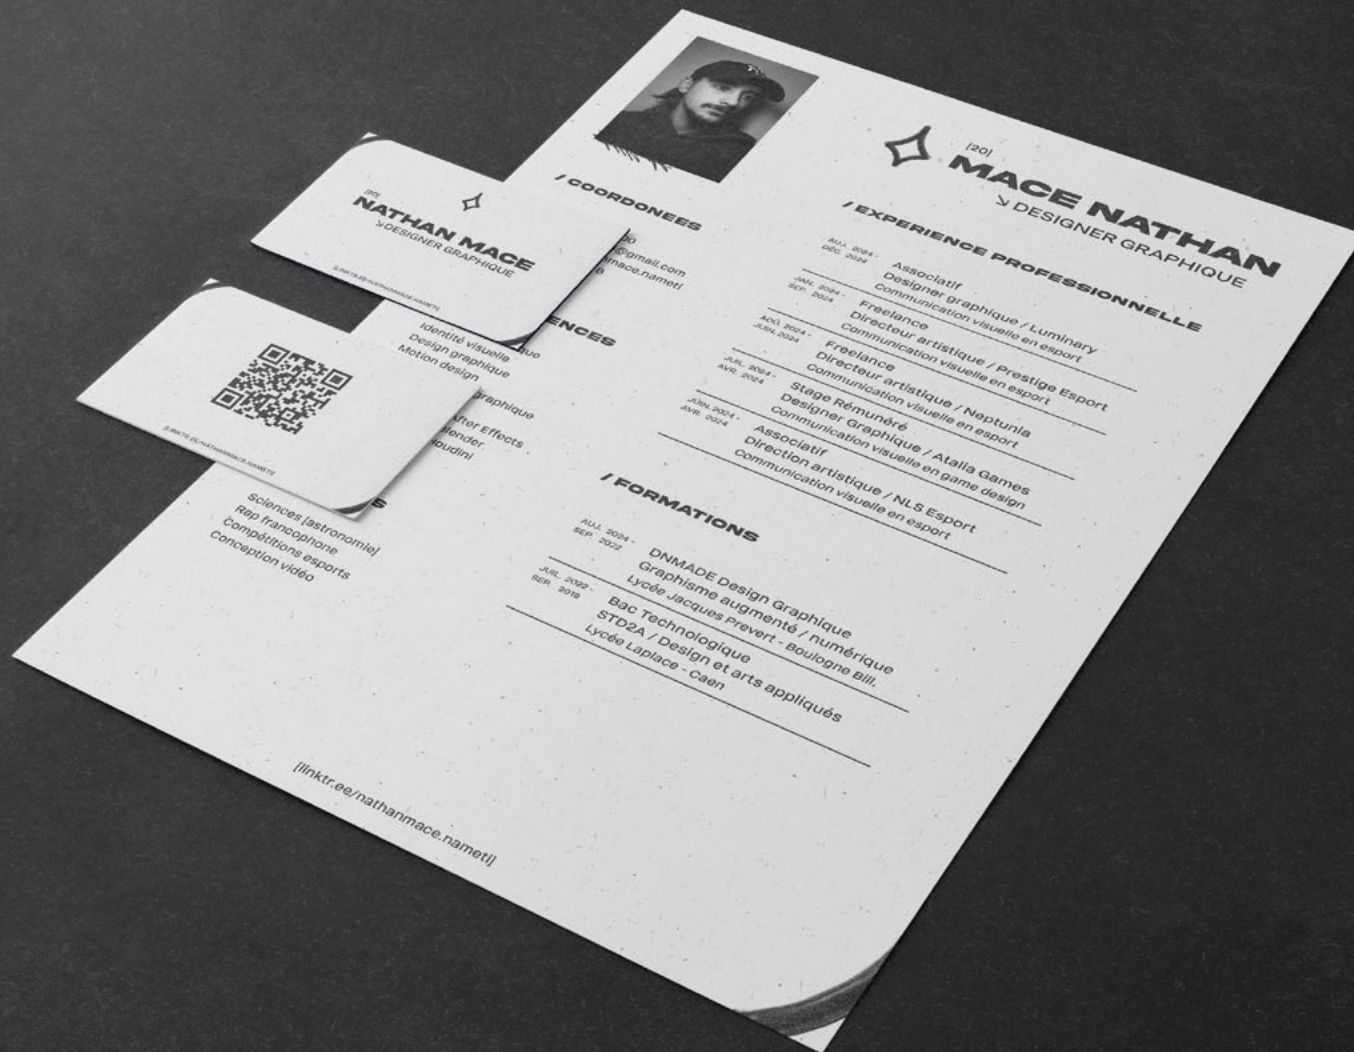 [20]
MACE NATHAN
DESIGNER GRAPHIQUE
/ COORDONEES
@gmail.com
mace.nametl
ENCES
Identité visuelle
Design graphique
Motion design
graphique
After Effects
/ EXPERIENCE PROFESSIONNELLE
AUJ. 2024 -
DÉC. 2024
Associatif
Designer graphique / Luminary
Communication visuelle en esport
JAN. 2024 -
SEP. 2024
Freelance
Directeur artistique / Prestige Esport
Communication visuelle en esport
AOÛ. 2024 -
JUIN. 2024
Freelance
Directeur artistique / Neptunia
Communication visuelle en esport
JUIL. 2024 -
AVR. 2024
Stage Rémunéré
Designer Graphique / Atalia Games
Communication visuelle en game design
JUIN. 2024 -
AVR. 2024
Associatif
Direction artistique / NLS Esport
Communication visuelle en esport
/ FORMATIONS
AUJ. 2024 -
SEP. 2022
DNMADE Design Graphique
Graphisme augmenté / numérique
Lycée Jacques Prevert - Boulogne Bill.
JUIL. 2022 -
SEP. 2019
Bac Technologique
STD2A / Design et arts appliqués
Lycée Laplace - Caen
Sciences [astronomie]
Rap francophone
Compétitions esports
Conception vidéo
[linktr.ee/nathanmace.nametl]
[20]
NATHAN MACE
DESIGNER GRAPHIQUE